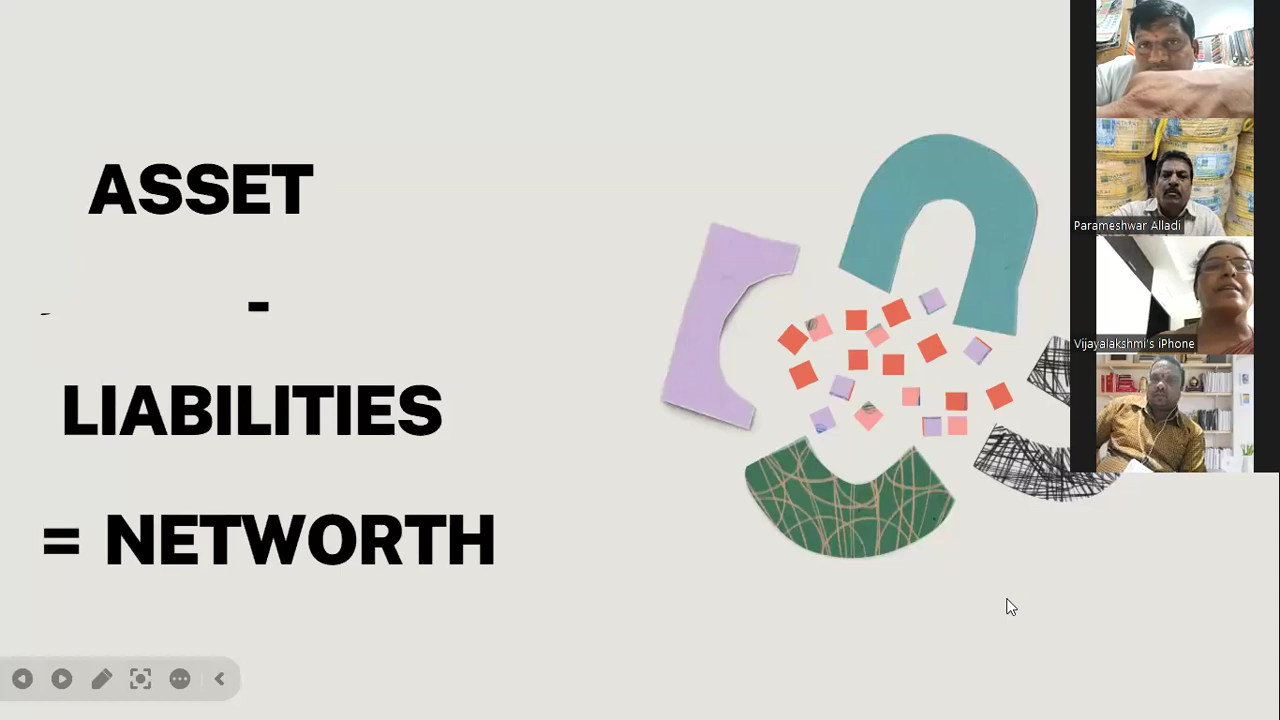 ASSET
-
LIABILITIES
= NETWORTH
Parameshwar Alladi
Vijayalakshmi's iPhone